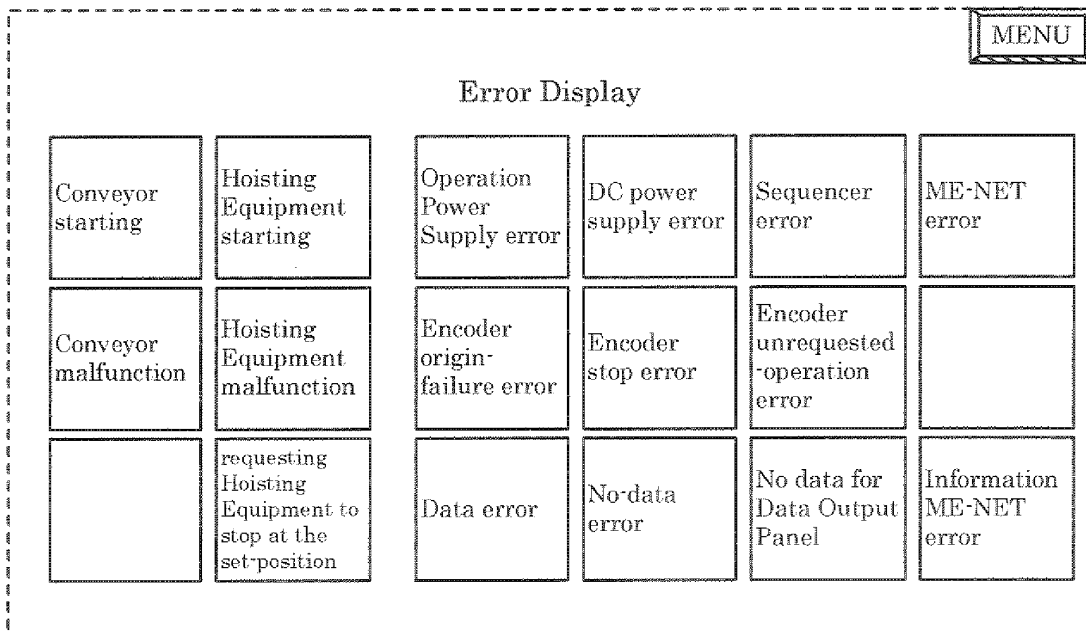 MENU
Error Display
Conveyor
starting
Hoisting
Equipment
starting
Operation
Power
Supply error
DC power
supply error
Sequencer
error
ME-NET
error
Conveyor
malfunction
Hoisting
Equipment
malfunction
Encoder
origin-
failure error
Encoder
stop error
Encoder
unrequested
-operation
error
requesting
Hoisting
Equipment to
stop at the
set-position
Data error
No-data
error
No data for
Data Output
Panel
Information
ME-NET
error